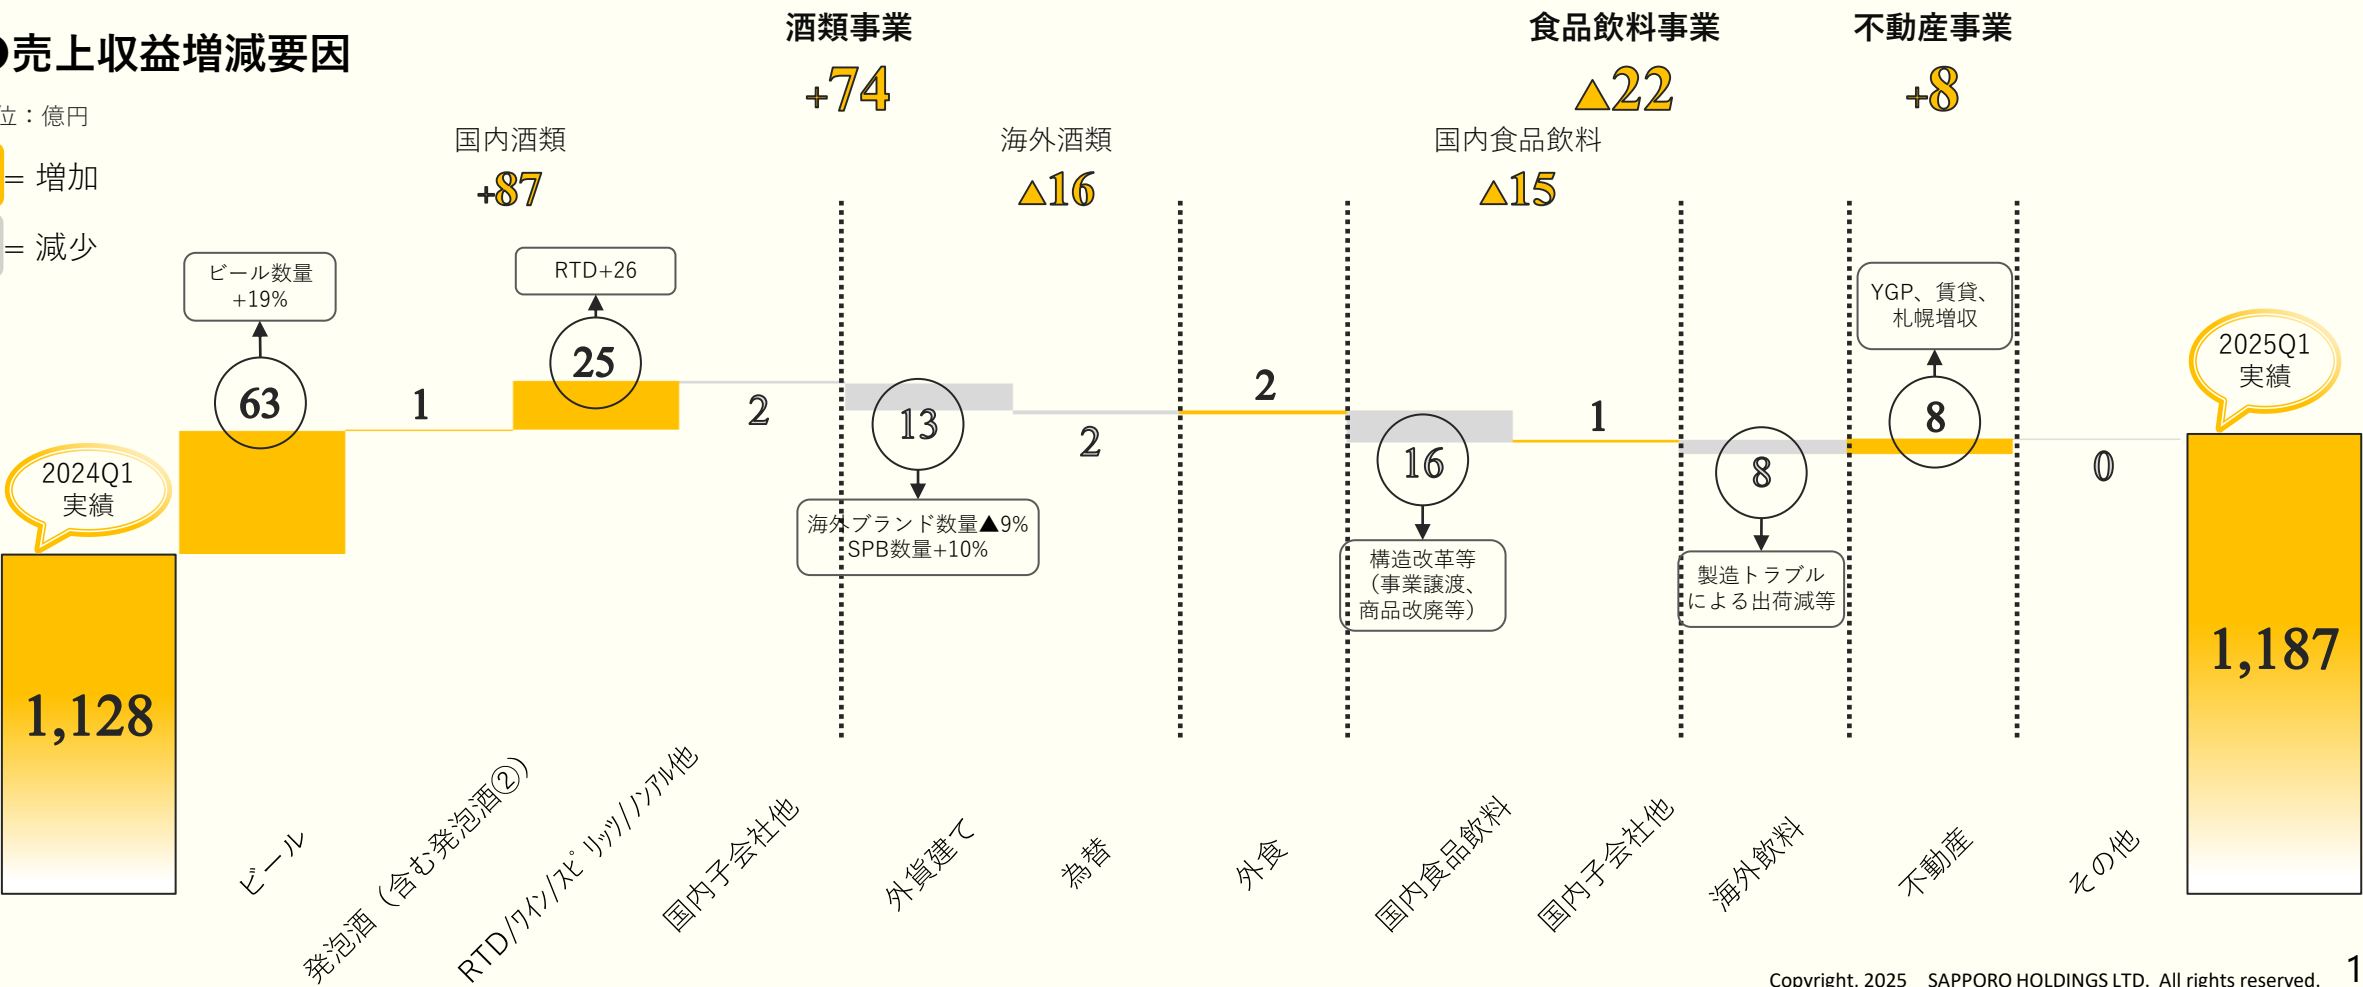 ●売上収益増減要因
位：億円
= 増加
= 減少
酒類事業
+74
食品飲料事業
▲22
不動産事業
+8
国内酒類
+87
海外酒類
▲16
国内食品飲料
▲15
ビール数量
+19%
RTD+26
YGP、賃貸、
札幌増収
2024Q1
実績
1,128
63
1
25
2
13
2
2
16
1
8
8
0
2025Q1
実績
1,187
海外ブランド数量▲9%
SPB数量+10%
構造改革等
（事業譲渡、
商品改廃等）
製造トラブル
による出荷減等
ビール
発泡酒（含む発泡酒②）
RTD/ﾜｲﾝ/ｽﾋﾟﾘｯﾂ/ﾉﾝｱﾙ他
国内子会社他
外貨建て
為替
外食
国内食品飲料
国内子会社他
海外飲料
不動産
その他
Copyright, 2025 SAPPORO HOLDINGS LTD. All rights reserved.
1